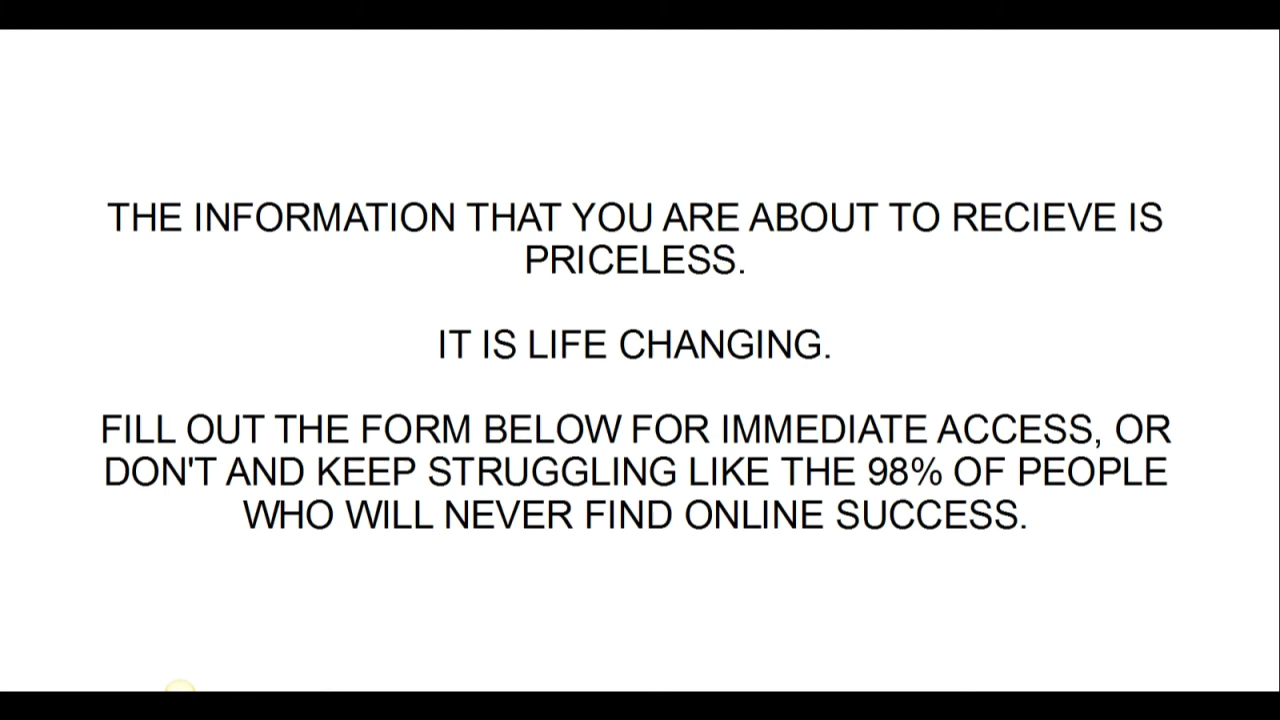 THE INFORMATION THAT YOU ARE ABOUT TO RECIEVE IS
PRICELESS.
IT IS LIFE CHANGING.
FILL OUT THE FORM BELOW FOR IMMEDIATE ACCESS, OR
DON'T AND KEEP STRUGGLING LIKE THE 98% OF PEOPLE
WHO WILL NEVER FIND ONLINE SUCCESS.